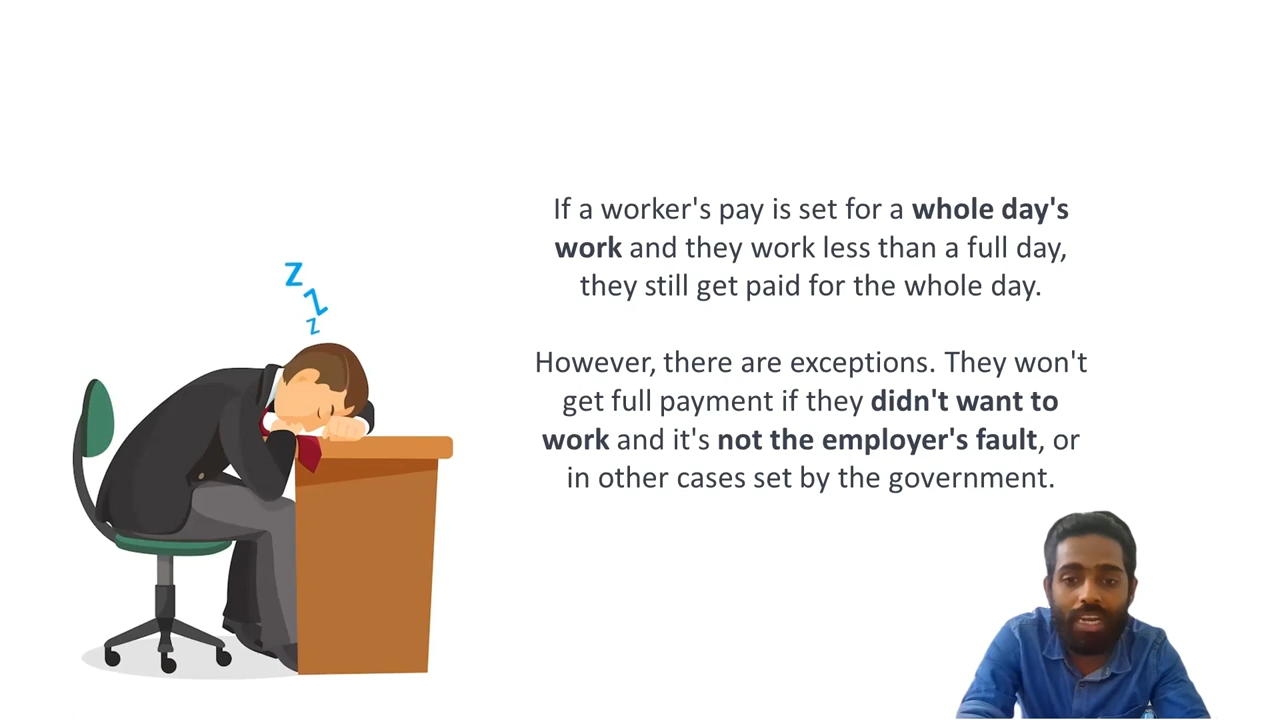 Z
Z
Z
If a worker's pay is set for a whole day's
work and they work less than a full day,
they still get paid for the whole day.
However, there are exceptions. They won't
get full payment if they didn't want to
work and it's not the employer's fault, or
in other cases set by the government.